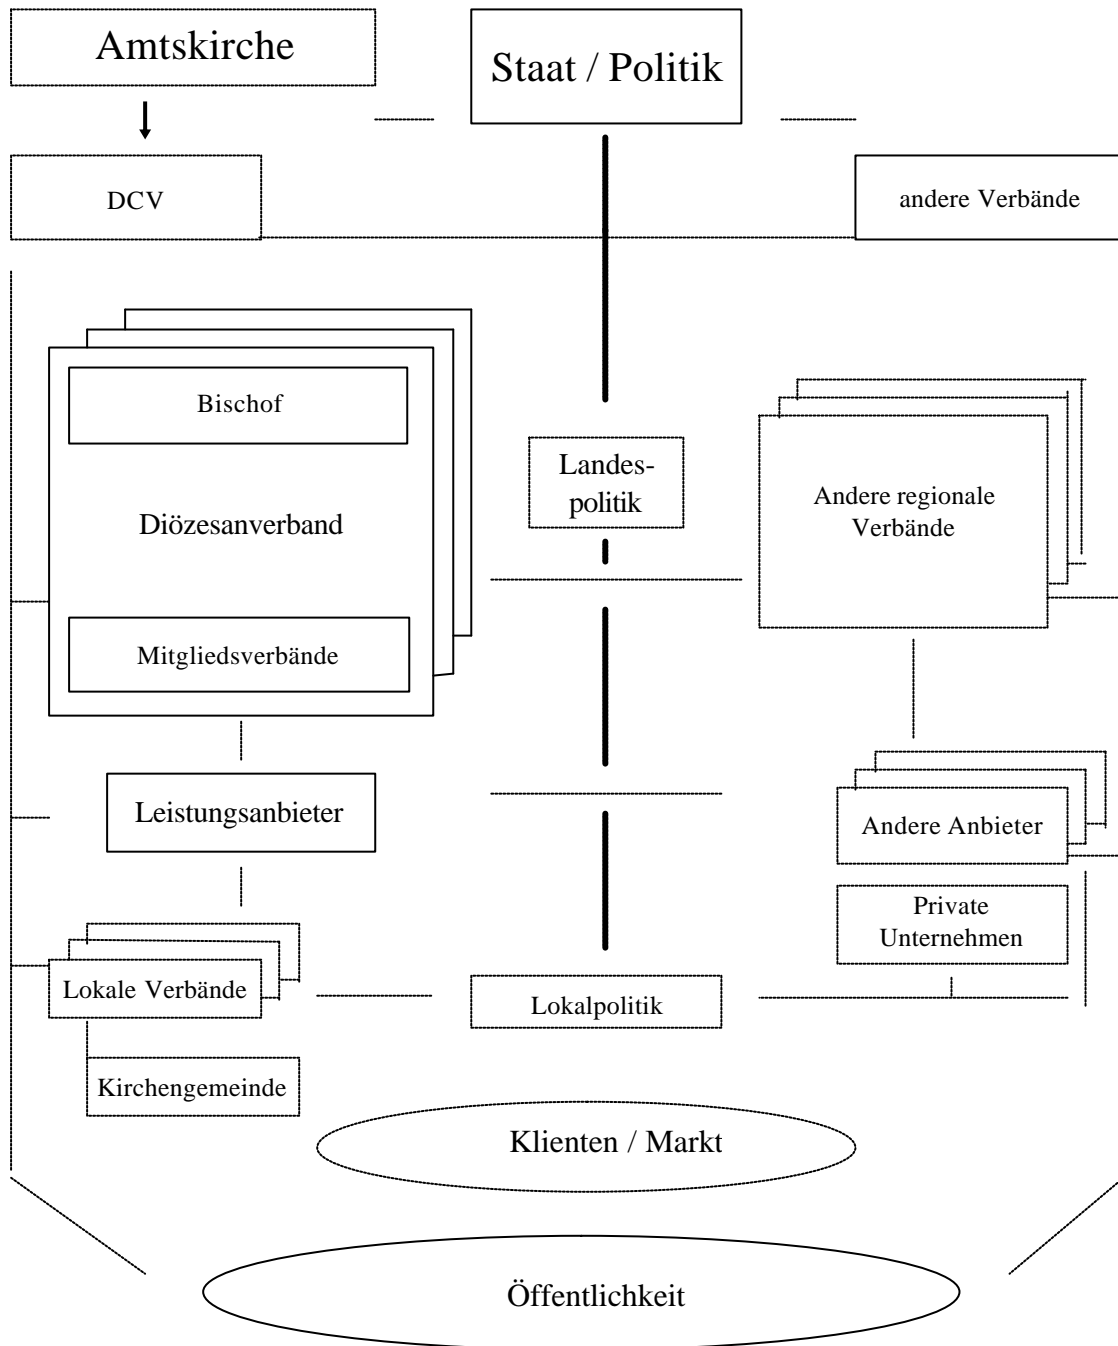 Amtskirche
Staat / Politik
DCV
andere Verbände
Bischof
Diözesanverband
Mitgliedsverbände
Landes-
politik
Andere regionale
Verbände
Leistungsanbieter
Andere Anbieter
Private
Unternehmen
Lokale Verbände
Lokalpolitik
Kirchengemeinde
Klienten / Markt
Öffentlichkeit